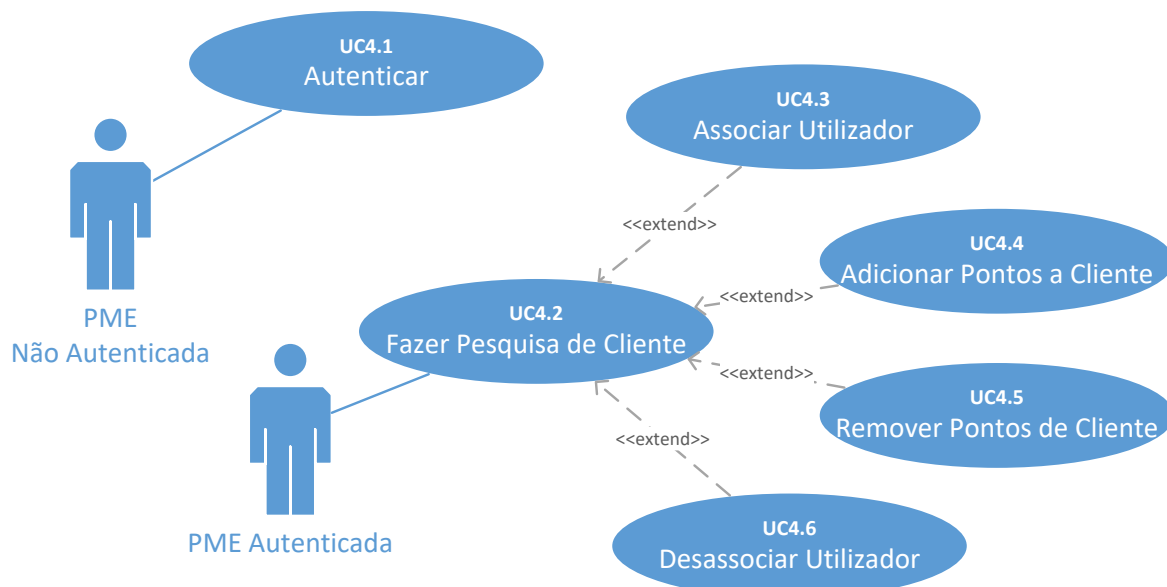 UC4.1
Autenticar
UC4.3
Associar Utilizador
<<extend>>
UC4.4
Adicionar Pontos a Cliente
<<extend>>
UC4.2
Fazer Pesquisa de Cliente
PME
Não Autenticada
<<extend>>
UC4.5
Remover Pontos de Cliente
<<extend>>
PME Autenticada
UC4.6
Desassociar Utilizador